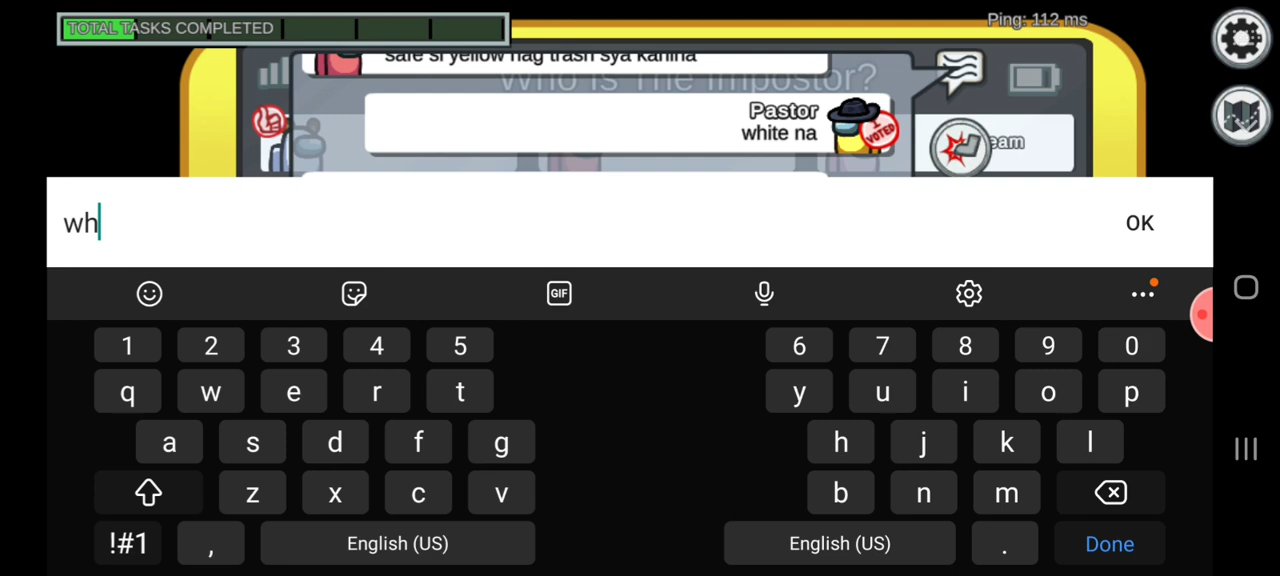 TOTAL TASKS COMPLETED
Ping: 112 ms
safe si yellow nag trash sya kanina
Who Is The Impostor?
Pastor
white na
I VOTED
eam
wh
OK
GIF
1 2 3 4 5 6 7 8 9 0
q w e r t y u i o p
a s d f g h j k l
z x c v b n m
!#1 , English (US) English (US) . Done